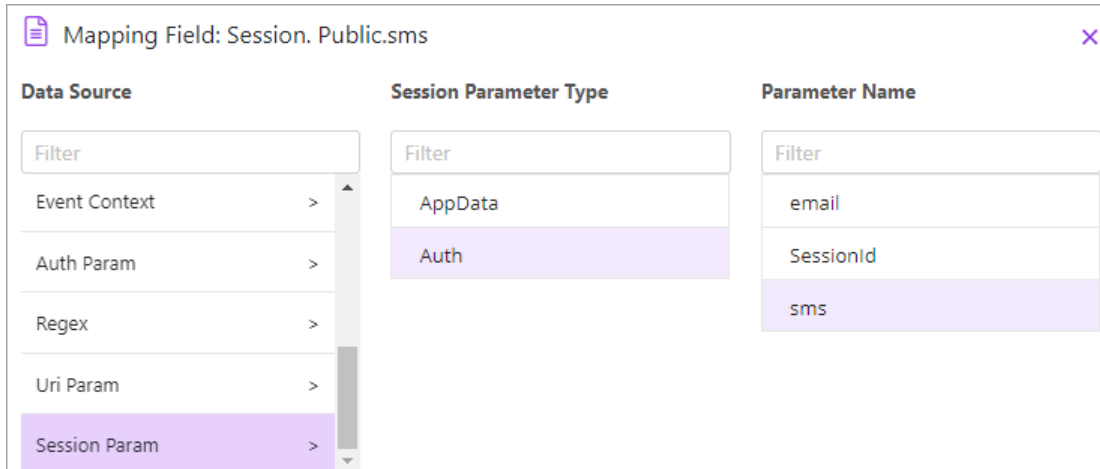 Mapping Field: Session. Public.sms
Data Source
Session Parameter Type
Parameter Name
Filter
Filter
Filter
Event Context >
AppData
email
Auth Param >
Auth
SessionId
Regex >
sms
Uri Param >
Session Param >